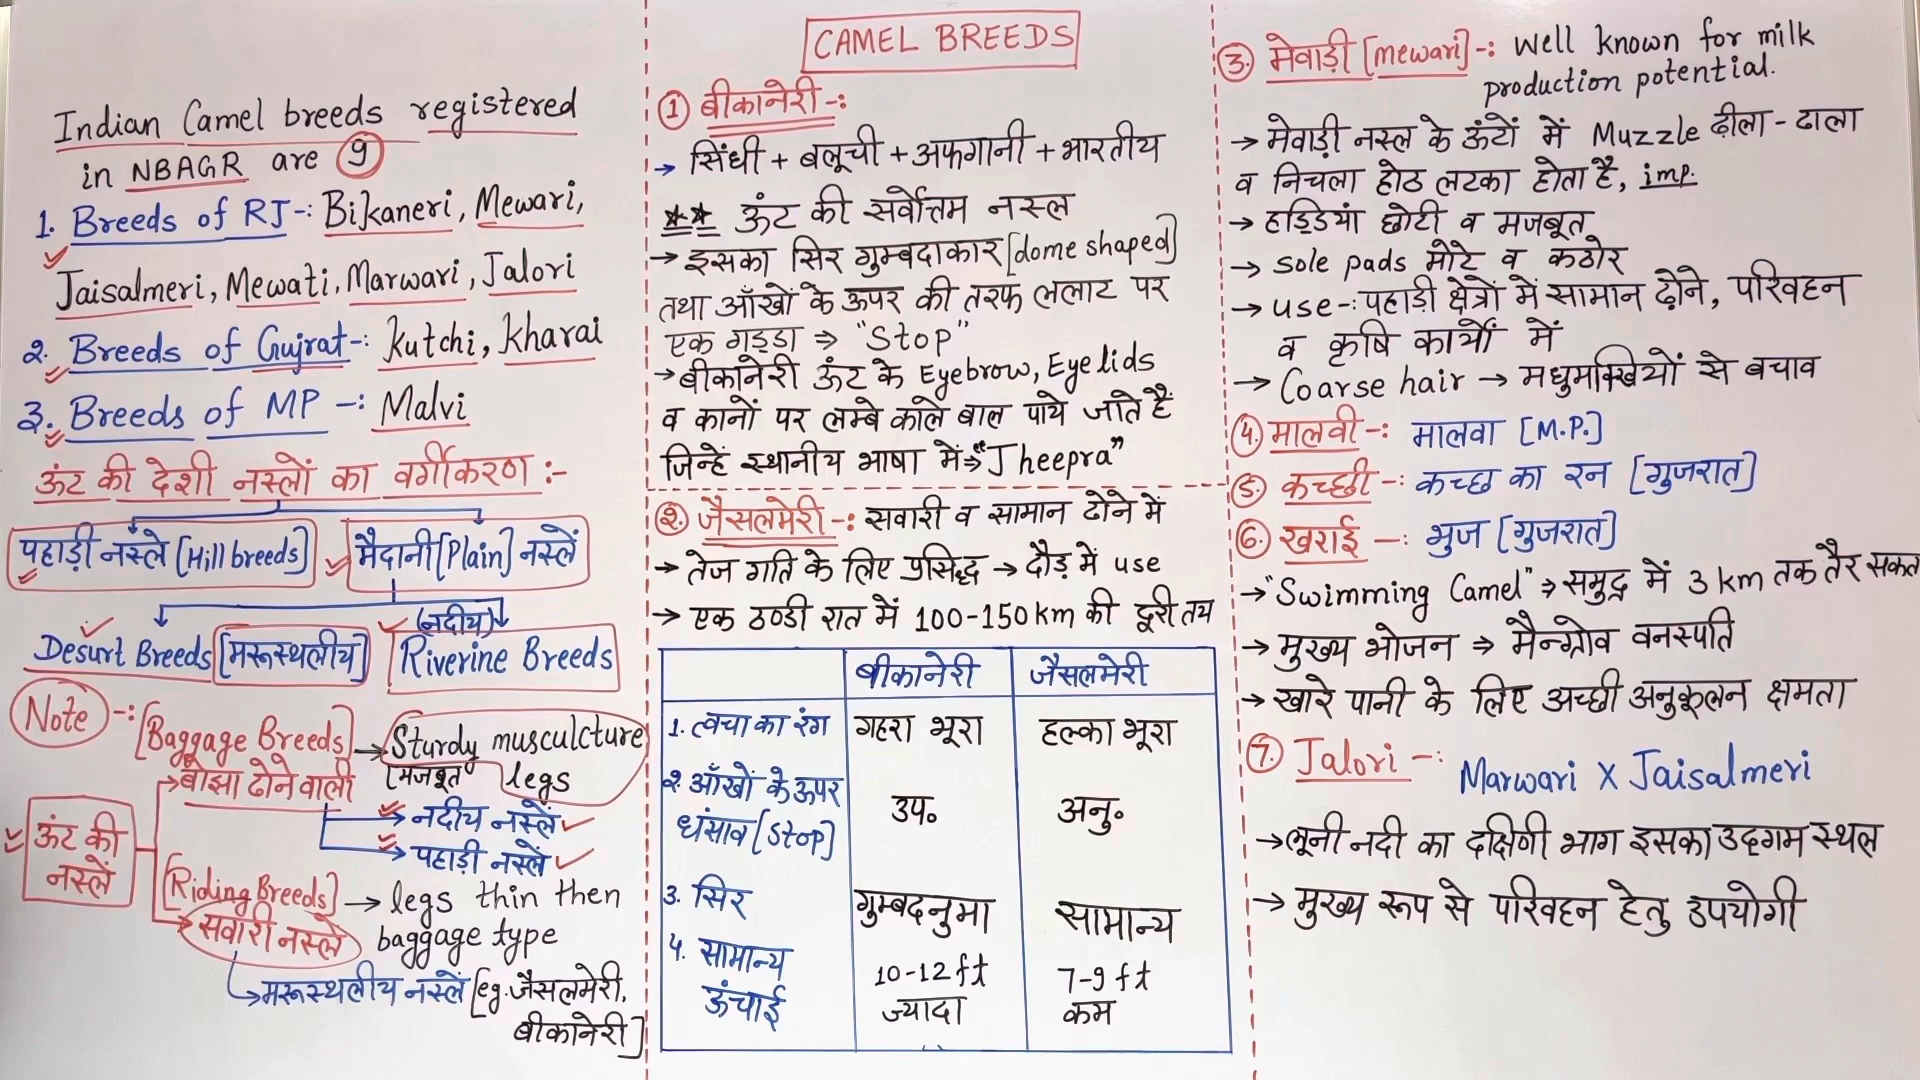 CAMEL BREEDS
Indian Camel breeds registered
in NBAGR are 9
1. Breeds of RJ-: Bikaneri, Mewari,
Jaisalmeri, Mewati, Marwari, Jalori
2. Breeds of Gujrat-: Kutchi, Kharai
3. Breeds of MP -: Malvi
ऊंट की देशी नस्लों का वर्गीकरण :-
पहाड़ी नस्ले [Hill breeds]
मैदानी [Plain] नस्लें
(नदीय)
Desurt Breeds [मरूस्थलीय]
Riverine Breeds
Note -: [Baggage Breeds] → Sturdy musculcture
[मजबूत legs
→ बोझा ढोने वाली
→ नदीय नस्लें
→ पहाड़ी नस्लें
ऊंट की
नस्लें
[Riding Breeds] → legs thin then
baggage type
→ सवारी नस्लें
→ मरूस्थलीय नस्लें [eg. जैसलमेरी,
बीकानेरी]
① बीकानेरी -:
→ सिंधी + बलूची + अफगानी + भारतीय
** ऊंट की सर्वोत्तम नस्ल
→ इसका सिर गुम्बदाकार [dome shaped]
तथा आँखों के ऊपर की तरफ ललाट पर
एक गड्डा ⇒ "Stop"
→ बीकानेरी ऊंट के Eyebrow, Eyelids
व कानों पर लम्बे काले बाल पाये जाते हैं
जिन्हें स्थानीय भाषा में ⇒ "Jheepra"
②. जैसलमेरी -: सवारी व सामान ढोने में
→ तेज गति के लिए प्रसिद्ध → दौड़ में use
→ एक ठण्डी रात में 100-150 km की दूरी तय
बीकानेरी जैसलमेरी
1. त्वचा का रंग गहरा भूरा हल्का भूरा
2. आँखों के ऊपर
धंसाव [Stop] उप० अनु०
3. सिर गुम्बदनुमा सामान्य
4. सामान्य 10-12 ft 7-9 ft
ऊंचाई ज्यादा कम
③. मेवाड़ी [mewari] -: Well known for milk
production potential.
→ मेवाड़ी नस्ल के ऊंटों में Muzzle ढीला - ढाला
व निचला होठ लटका होता है, imp.
→ हड्डियां छोटी व मजबूत
→ sole pads मोटे व कठोर
→ use -: पहाड़ी क्षेत्रों में सामान ढ़ोने, परिवहन
व कृषि कार्यों में
→ Coarse hair → मधुमक्खियों से बचाव
④. मालवी -: मालवा [M.P.]
⑤. कच्छी -: कच्छ का रन [गुजरात]
⑥. खराई -: भुज [गुजरात]
→ "Swimming Camel" ⇒ समुद्र में 3 km तक तैर सकत
→ मुख्य भोजन ⇒ मैन्ग्रोव वनस्पति
→ खारे पानी के लिए अच्छी अनुकूलन क्षमता
⑦. Jalori -: Marwari X Jaisalmeri
→ लूनी नदी का दक्षिणी भाग इसका उदगम स्थल
→ मुख्य रूप से परिवहन हेतु उपयोगी